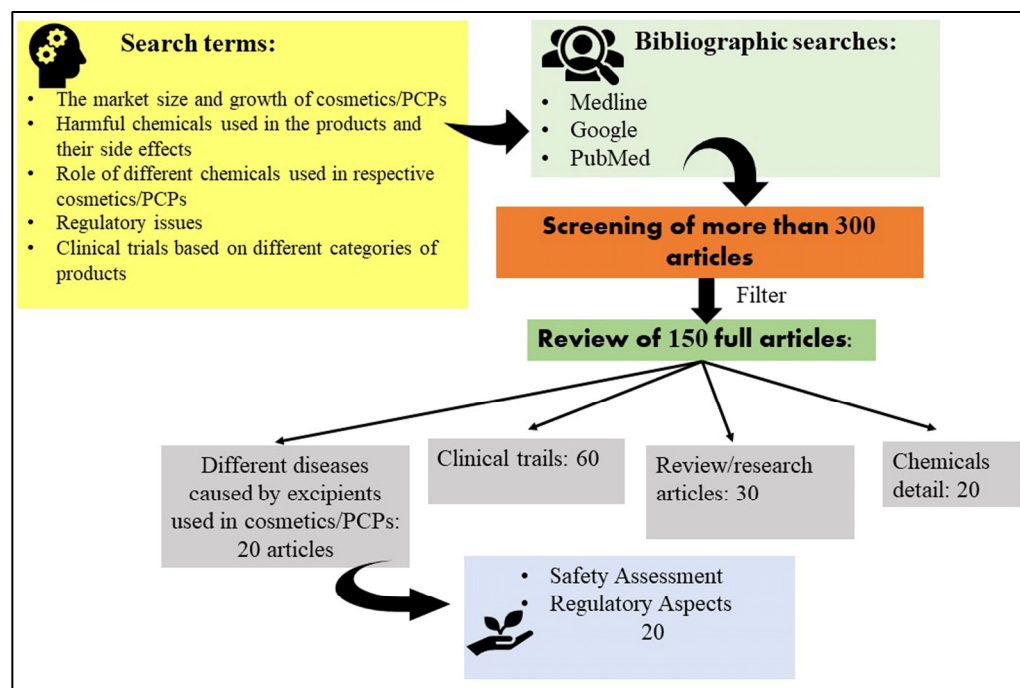 Search terms:
• The market size and growth of cosmetics/PCPs
• Harmful chemicals used in the products and
their side effects
• Role of different chemicals used in respective
cosmetics/PCPs
• Regulatory issues
• Clinical trials based on different categories of
products
Bibliographic searches:
• Medline
• Google
• PubMed
Screening of more than 300
articles
Filter
Review of 150 full articles:
Different diseases
caused by excipients
used in cosmetics/PCPs:
20 articles
Clinical trails: 60
Review/research
articles: 30
Chemicals
detail: 20
• Safety Assessment
• Regulatory Aspects
20